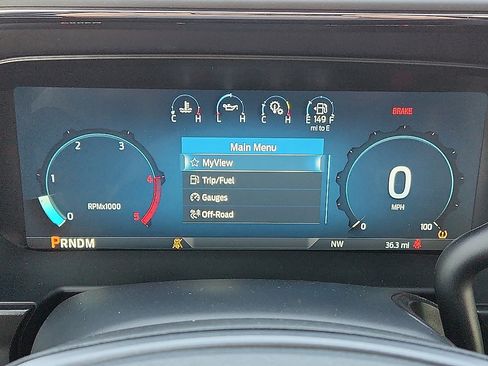 C H L H C H E 149 F
mi to E
BRAKE
Main Menu
MyView
Trip/Fuel
Gauges
Off-Road
0 1 2 3 4 5
RPMx1000
0
MPH
0 100
PRNDM
NW
36.3 mi